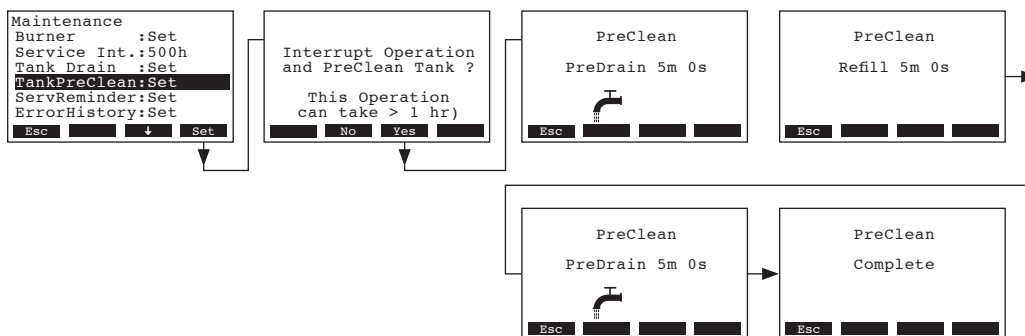 Maintenance
Burner :Set
Service Int.:500h
Tank Drain :Set
TankPreClean:Set
ServReminder:Set
ErrorHistory:Set
Esc ↓ Set
Interrupt Operation
and PreClean Tank ?
This Operation
can take > 1 hr)
No Yes
PreClean
PreDrain 5m 0s
Esc
PreClean
Refill 5m 0s
Esc
PreClean
PreDrain 5m 0s
Esc
PreClean
Complete
Esc